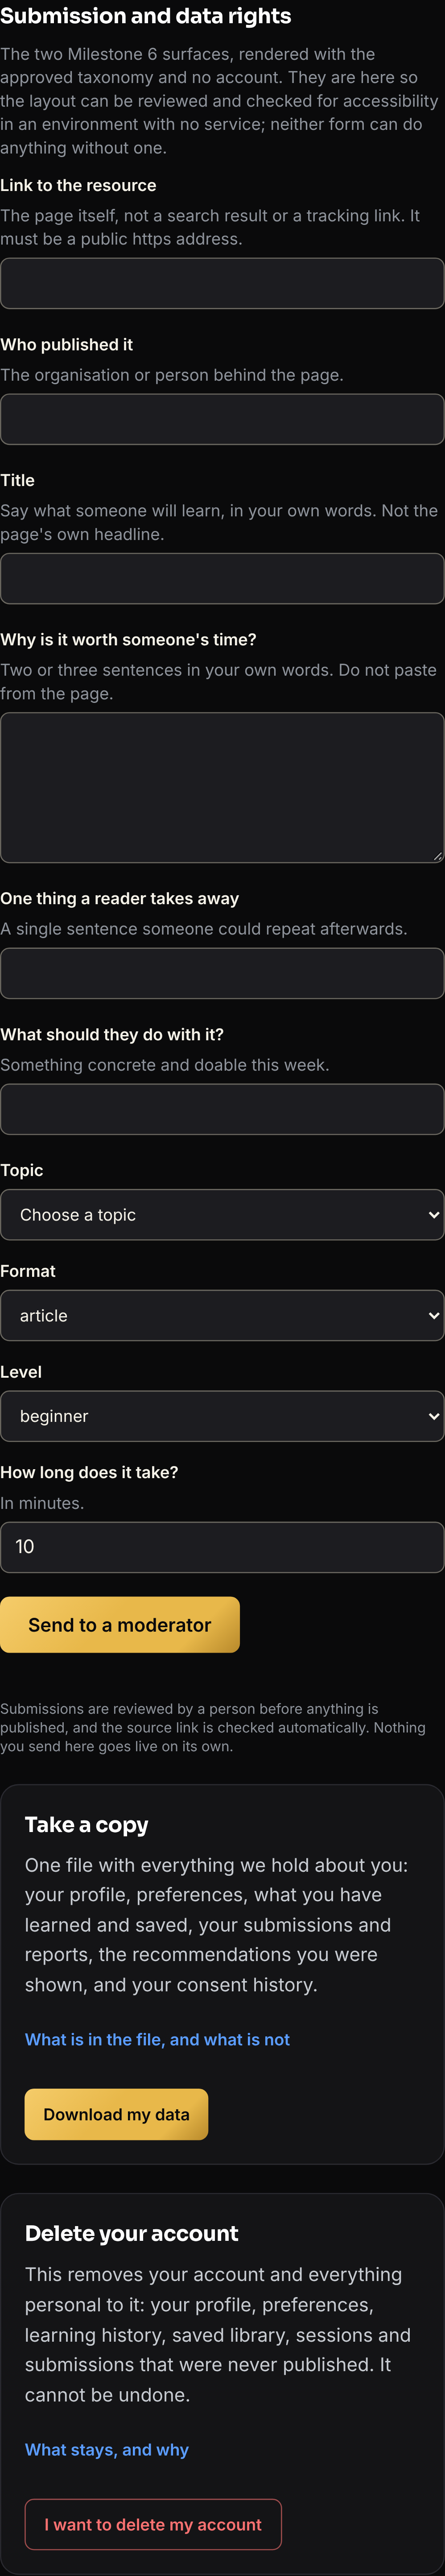 Submission and data rights
The two Milestone 6 surfaces, rendered with the
approved taxonomy and no account. They are here so
the layout can be reviewed and checked for accessibility
in an environment with no service; neither form can do
anything without one.
Link to the resource
The page itself, not a search result or a tracking link. It
must be a public https address.
Who published it
The organisation or person behind the page.
Title
Say what someone will learn, in your own words. Not the
page's own headline.
Why is it worth someone's time?
Two or three sentences in your own words. Do not paste
from the page.
One thing a reader takes away
A single sentence someone could repeat afterwards.
What should they do with it?
Something concrete and doable this week.
Topic
Choose a topic
Format
article
Level
beginner
How long does it take?
In minutes.
10
Send to a moderator
Submissions are reviewed by a person before anything is
published, and the source link is checked automatically. Nothing
you send here goes live on its own.
Take a copy
One file with everything we hold about you:
your profile, preferences, what you have
learned and saved, your submissions and
reports, the recommendations you were
shown, and your consent history.
What is in the file, and what is not
Download my data
Delete your account
This removes your account and everything
personal to it: your profile, preferences,
learning history, saved library, sessions and
submissions that were never published. It
cannot be undone.
What stays, and why
I want to delete my account